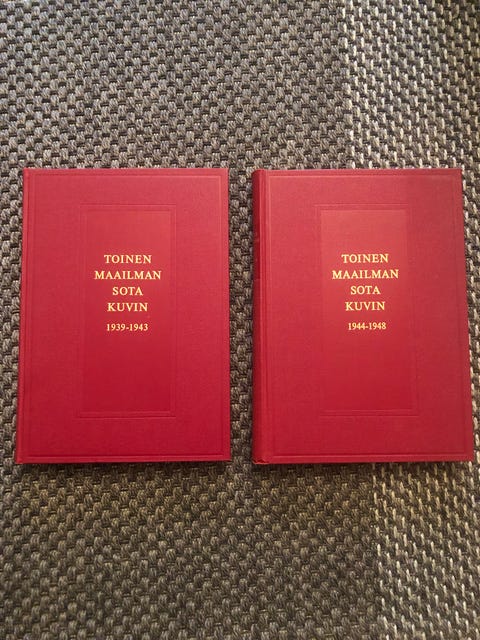 TOINEN
MAAILMAN
SOTA
KUVIN
1939-1943
TOINEN
MAAILMAN
SOTA
KUVIN
1944-1948